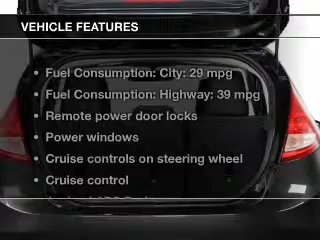 VEHICLE FEATURES
• Fuel Consumption: City: 29 mpg
• Fuel Consumption: Highway: 39 mpg
• Remote power door locks
• Power windows
• Cruise controls on steering wheel
• Cruise control